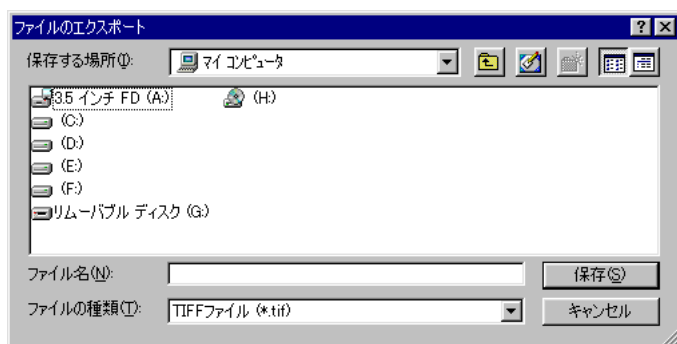 ファイルのエクスポート
保存する場所(I):
マイ コンピュータ
3.5 インチ FD (A:)
(H:)
(C:)
(D:)
(E:)
(F:)
リムーバブル ディスク (G:)
ファイル名(N):
保存(S)
ファイルの種類(T):
TIFFファイル (*.tif)
キャンセル